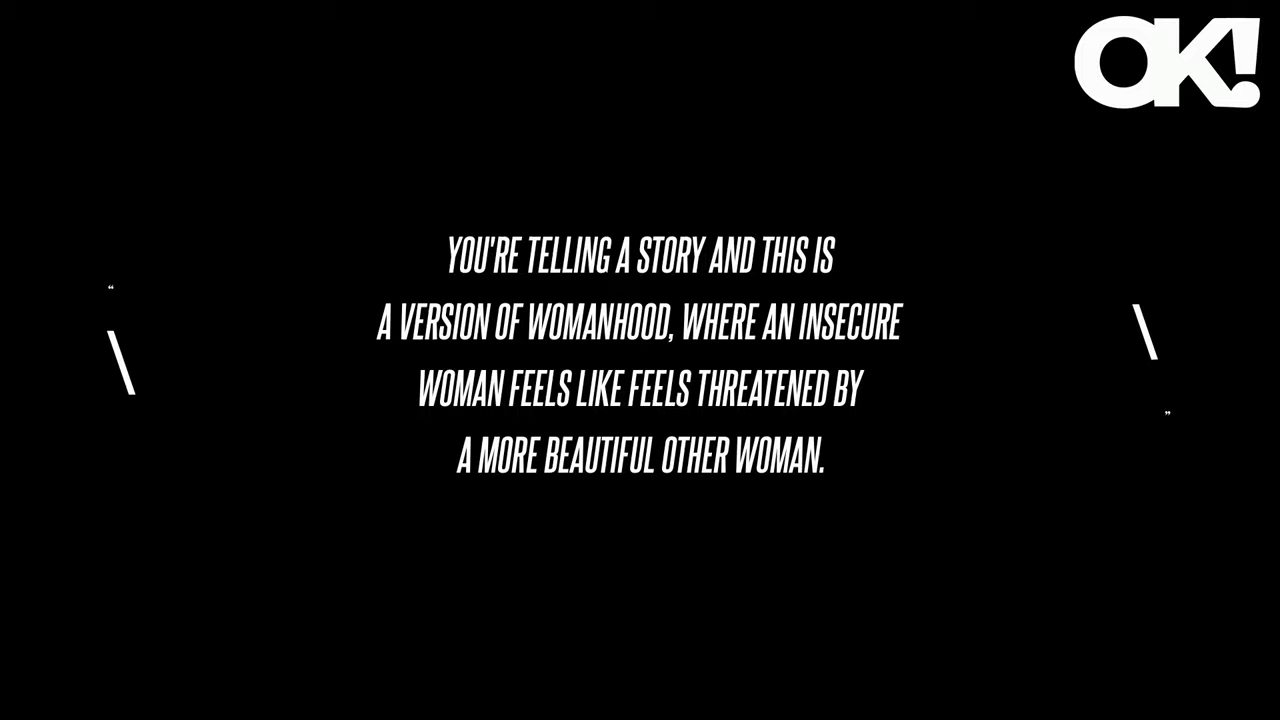 OK!
YOU'RE TELLING A STORY AND THIS IS
A VERSION OF WOMANHOOD, WHERE AN INSECURE
WOMAN FEELS LIKE FEELS THREATENED BY
A MORE BEAUTIFUL OTHER WOMAN.